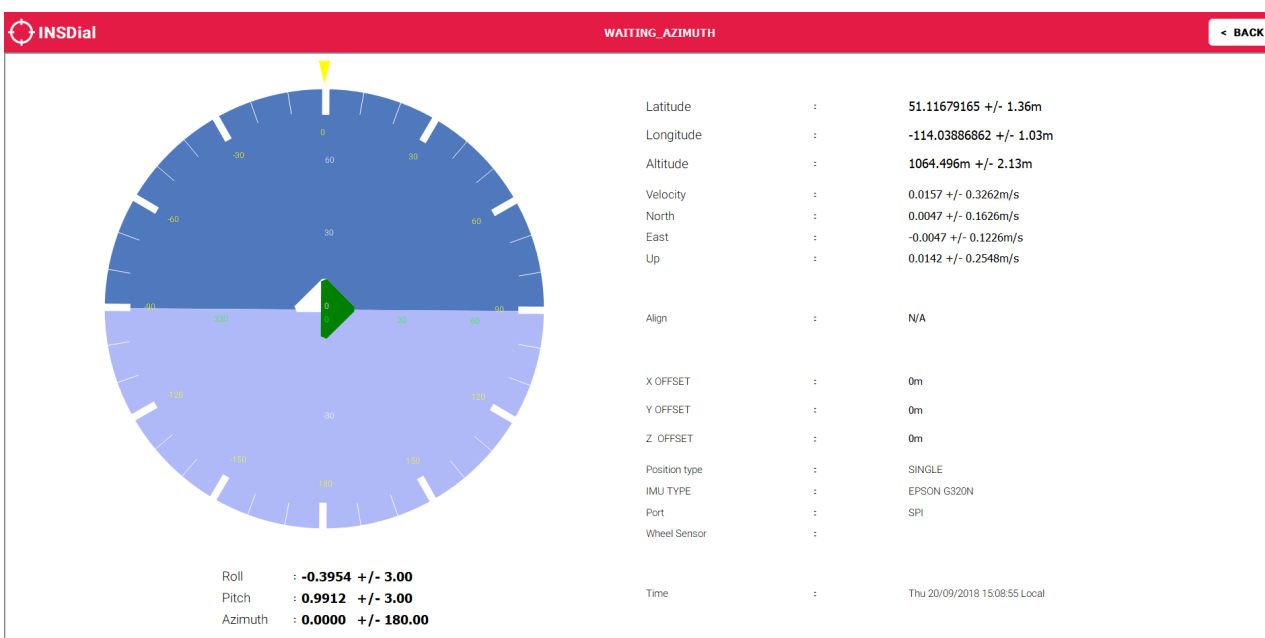 INSDial
WAITING_AZIMUTH
< BACK
0
-30
60
30
-60
30
60
-90
0
90
330
0
30
60
-120
-30
120
-150
150
180
Roll : -0.3954 +/- 3.00
Pitch : 0.9912 +/- 3.00
Azimuth : 0.0000 +/- 180.00
Latitude : 51.11679165 +/- 1.36m
Longitude : -114.03886862 +/- 1.03m
Altitude : 1064.496m +/- 2.13m
Velocity : 0.0157 +/- 0.3262m/s
North : 0.0047 +/- 0.1626m/s
East : -0.0047 +/- 0.1226m/s
Up : 0.0142 +/- 0.2548m/s
Align : N/A
X OFFSET : 0m
Y OFFSET : 0m
Z OFFSET : 0m
Position type : SINGLE
IMU TYPE : EPSON G320N
Port : SPI
Wheel Sensor :
Time : Thu 20/09/2018 15:08:55 Local